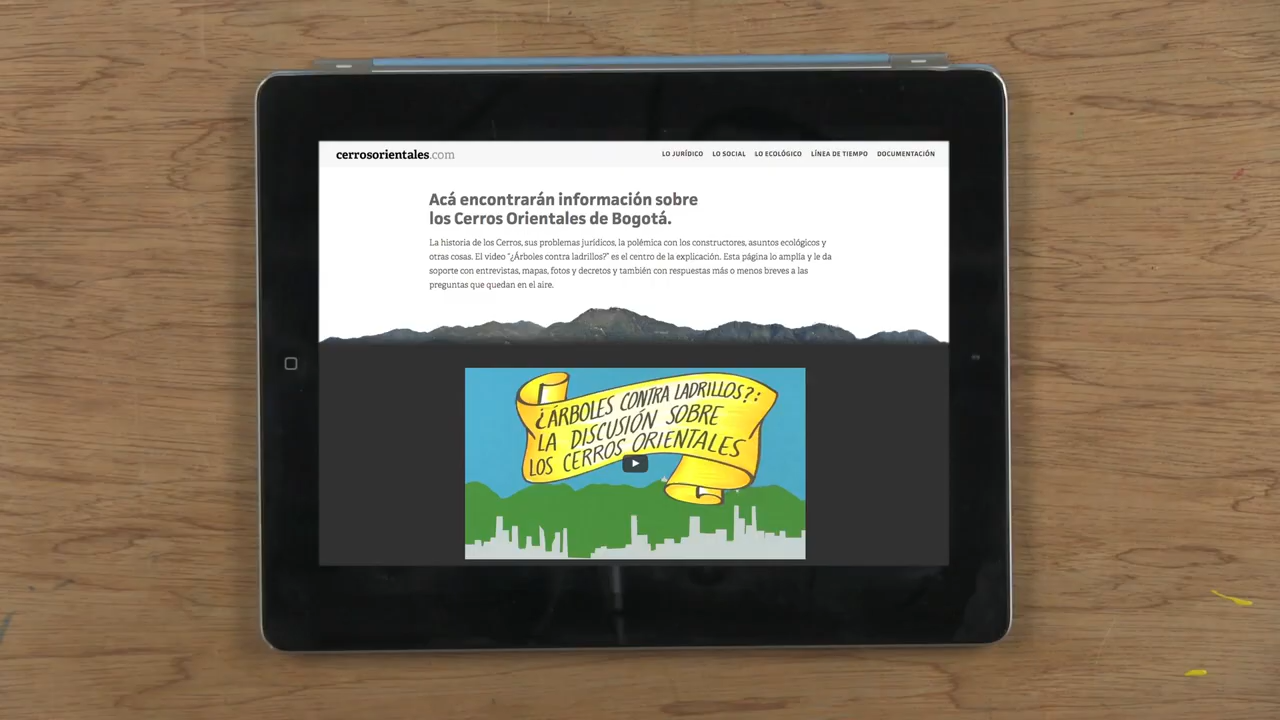 cerrosorientales.com
LO JURÍDICO LO SOCIAL LO ECOLÓGICO LÍNEA DE TIEMPO DOCUMENTACIÓN
Acá encontrarán información sobre
los Cerros Orientales de Bogotá.
La historia de los Cerros, sus problemas jurídicos, la polémica con los constructores, asuntos ecológicos y
otras cosas. El video "¿Árboles contra ladrillos?" es el centro de la explicación. Esta página lo amplía y le da
soporte con entrevistas, mapas, fotos y decretos y también con respuestas más o menos breves a las
preguntas que quedan en el aire.
¿ÁRBOLES CONTRA LADRILLOS?:
LA DISCUSIÓN SOBRE
LOS CERROS ORIENTALES